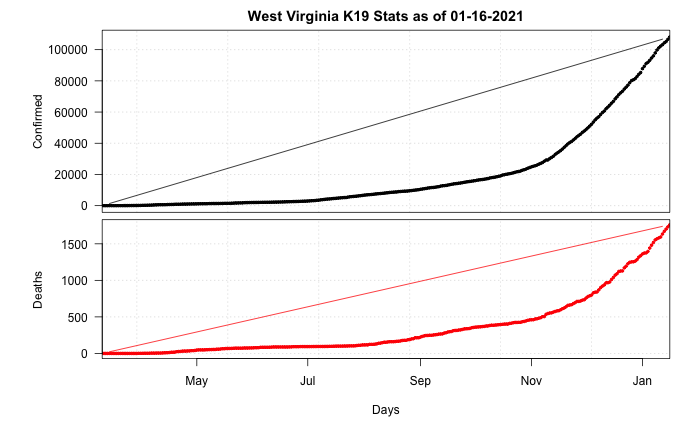 West Virginia K19 Stats as of 01-16-2021
Confirmed
100000
80000
60000
40000
20000
0
Deaths
1500
1000
500
0
May Jul Sep Nov Jan
Days